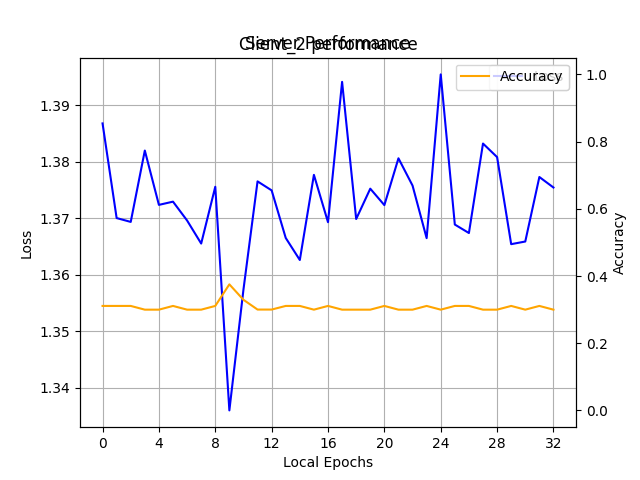 Server Performance
Client_2 performance
Accuracy
1.39
1.38
1.37
1.36
1.35
1.34
Loss
1.0
0.8
0.6
0.4
0.2
0.0
Accuracy
0 4 8 12 16 20 24 28 32
Local Epochs